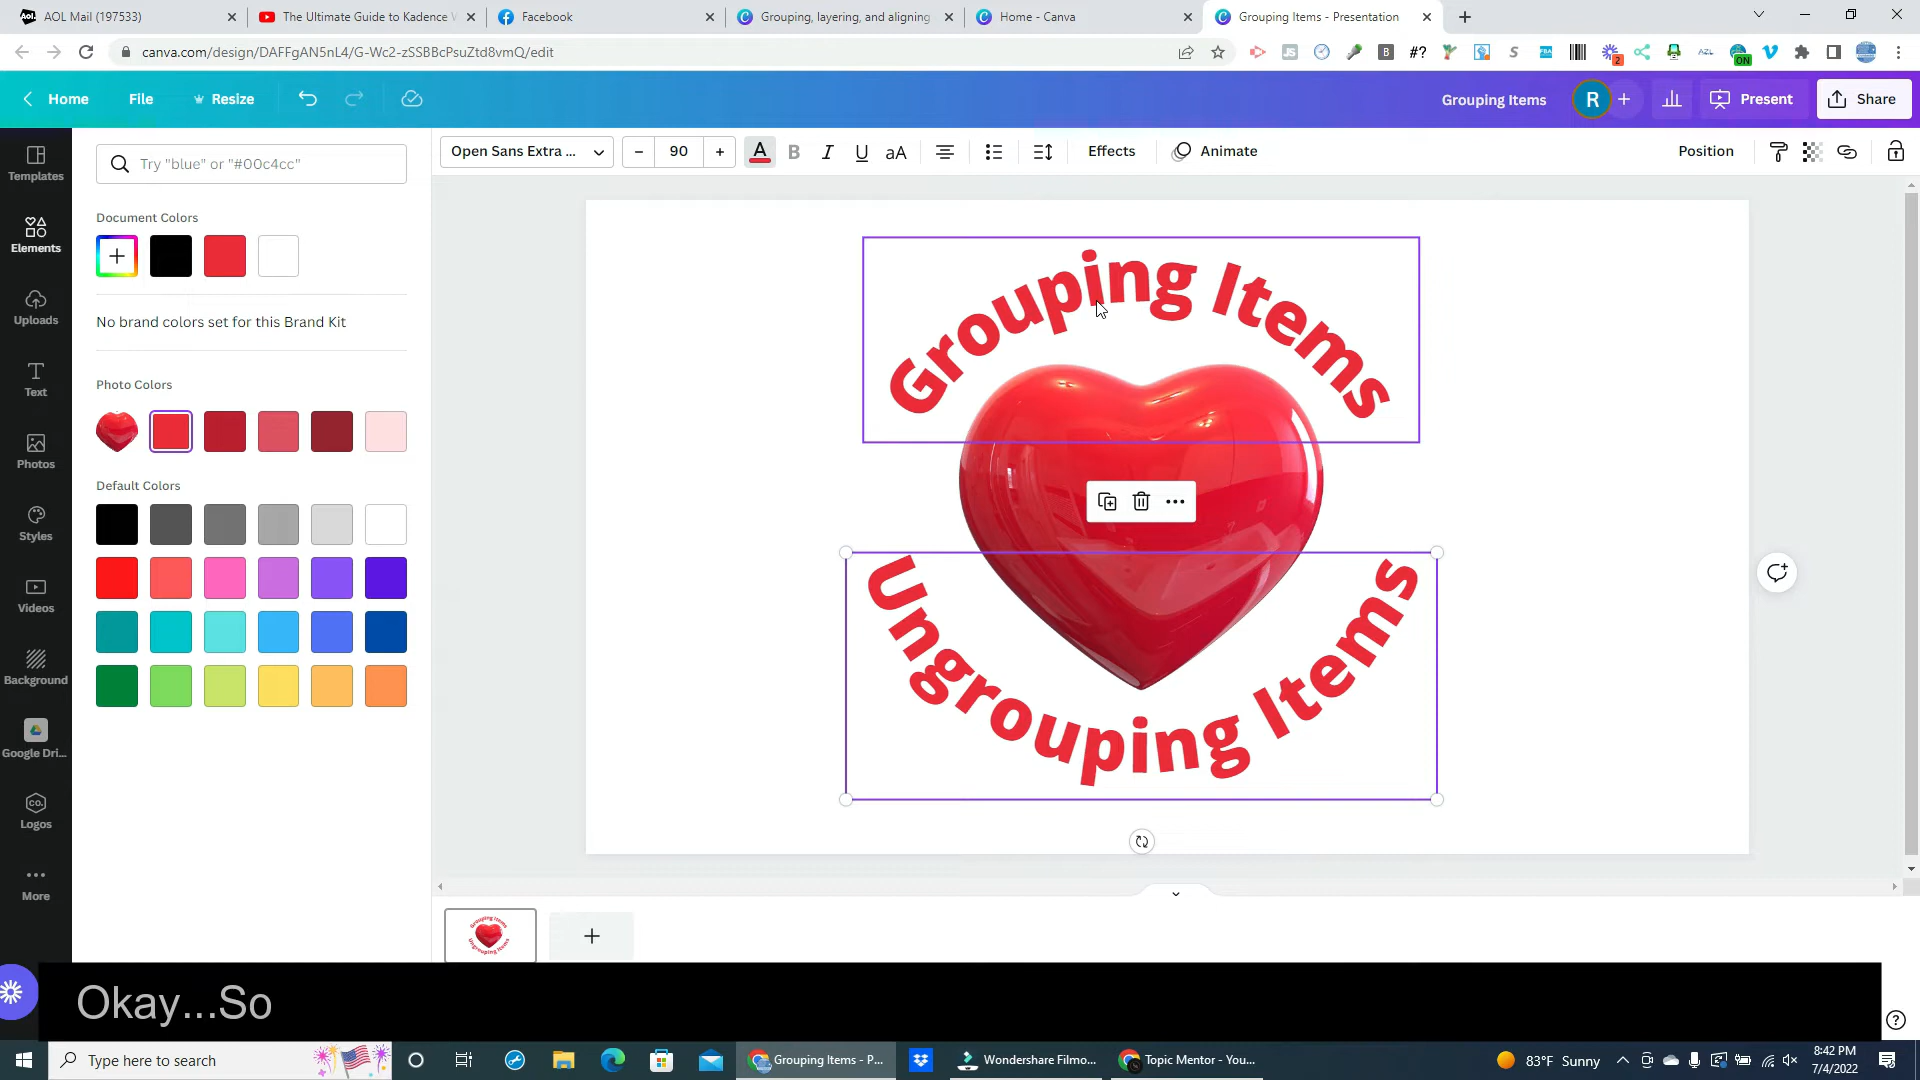 AOL Mail (197533)
The Ultimate Guide to Kadence W
Facebook
Grouping, layering, and aligning
Home - Canva
Grouping Items - Presentation
canva.com/design/DAFFgAN5nL4/G-Wc2-zSSBBcPsuZtd8vmQ/edit
Home
File
Resize
Grouping Items
R
Present
Share
Templates
Elements
Uploads
Text
Photos
Styles
Videos
Background
Google Dri...
Logos
More
Try "blue" or "#00c4cc"
Document Colors
No brand colors set for this Brand Kit
Photo Colors
Default Colors
Open Sans Extra ...
90
A
B
I
U
aA
Effects
Animate
Position
Grouping Items
Ungrouping Items
Okay...So
Type here to search
Grouping Items - P...
Wondershare Filmo...
Topic Mentor - You...
83°F Sunny
8:42 PM
7/4/2022